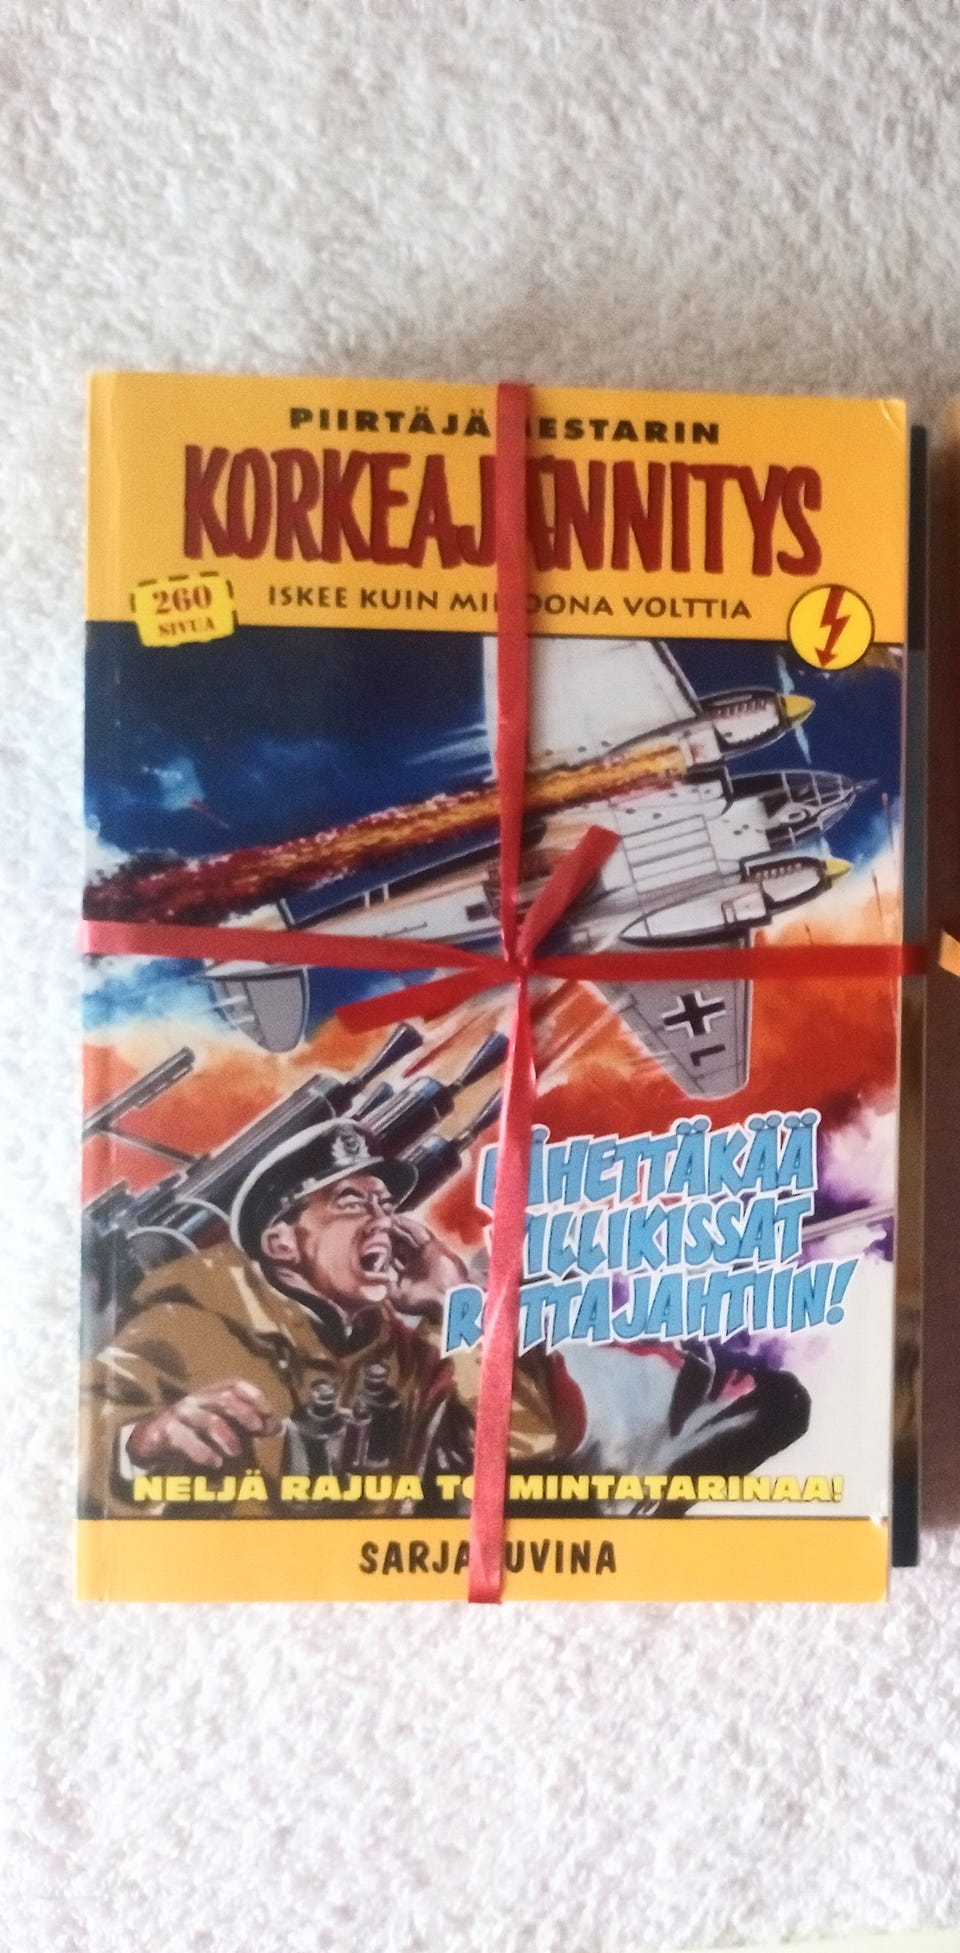 PIIRTÄJÄMESTARIN
KORKEAJÄNNITYS
260
SIVUA
ISKEE KUIN MILJOONA VOLTTIA
LÄHETTÄKÄÄ
VILLIKISSAT
ROTTAJAHTIIN!
NELJÄ RAJUA TOIMINTATARINAA!
SARJAKUVINA